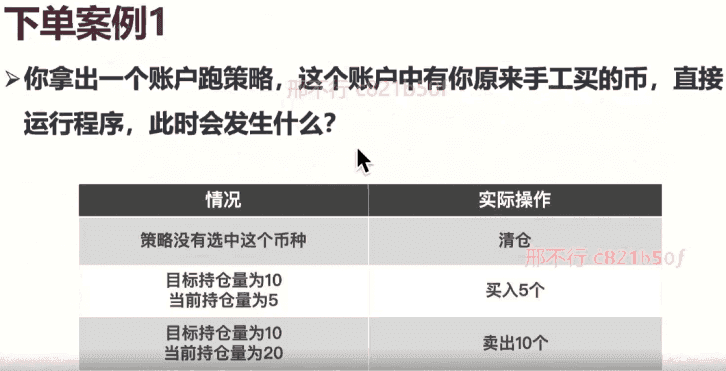 下单案例1
➢你拿出一个账户跑策略，这个账户中有你原来手工买的币，直接
运行程序，此时会发生什么？
邢不行 c821b5of
情况 实际操作
策略没有选中这个币种 清仓
邢不行 c821b5of
目标持仓量为10
当前持仓量为5
买入5个
目标持仓量为10
当前持仓量为20
卖出10个